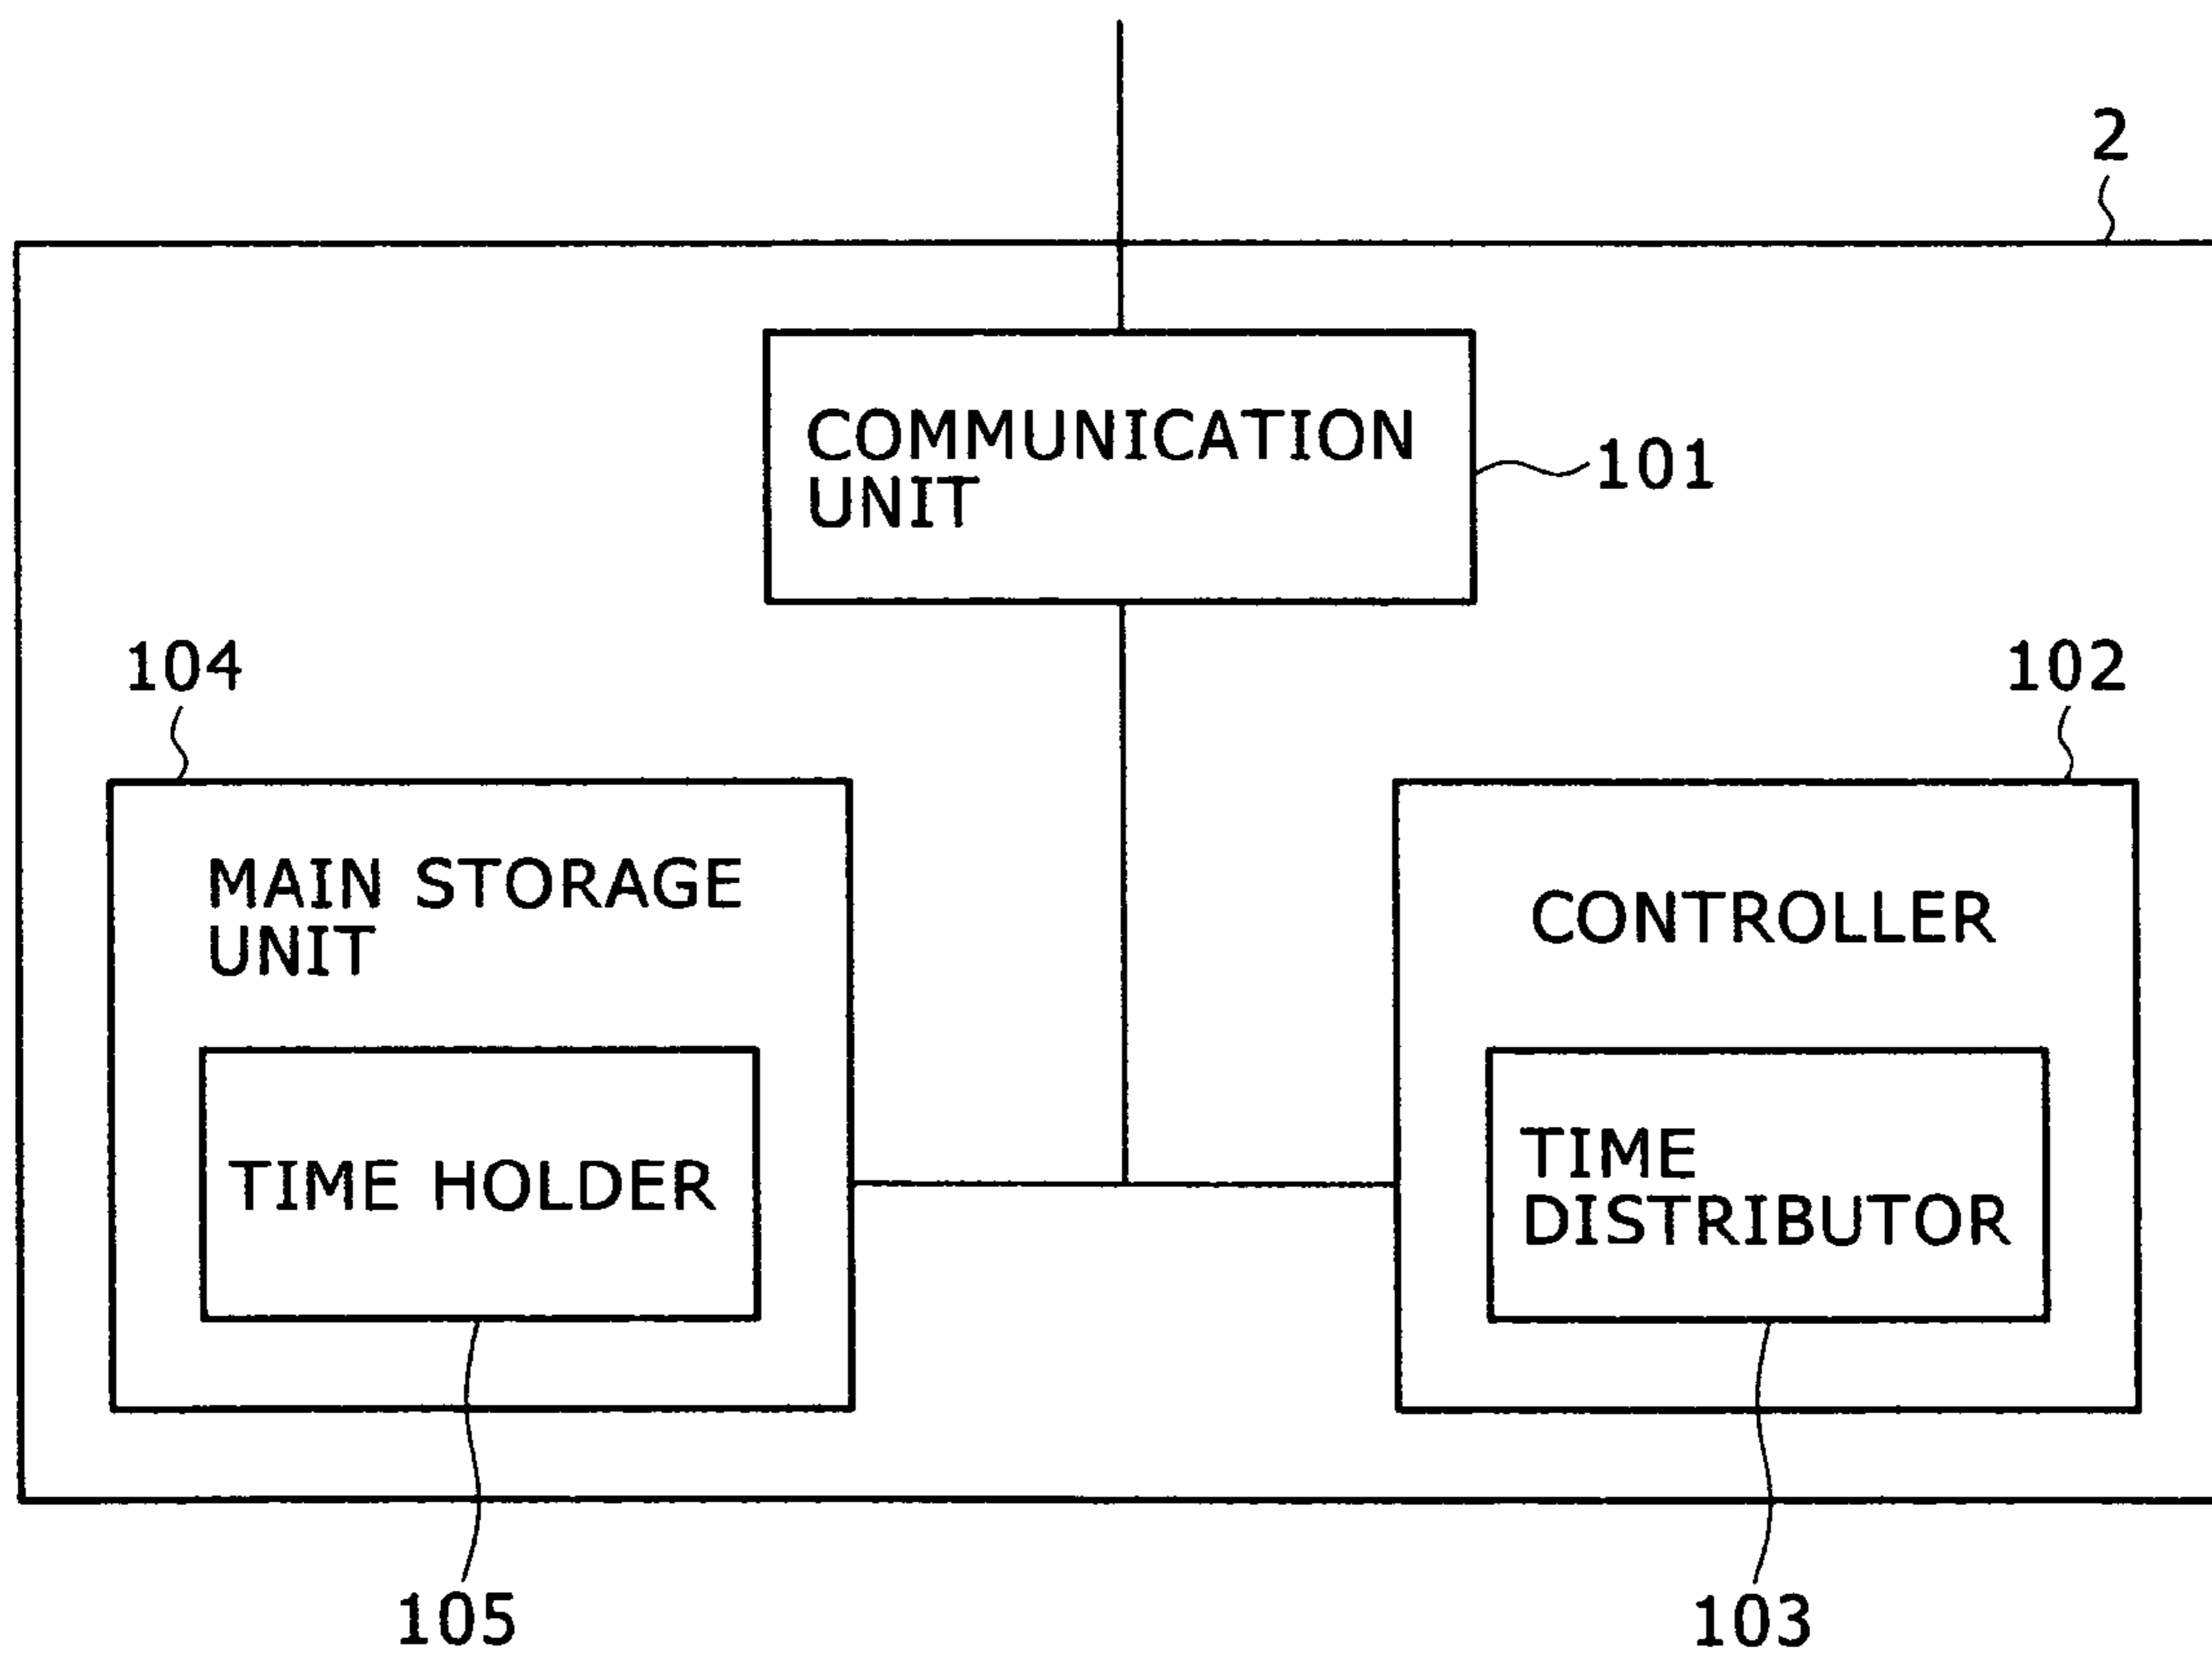 2
COMMUNICATION
UNIT
101
104
102
MAIN STORAGE
UNIT
CONTROLLER
TIME HOLDER
TIME
DISTRIBUTOR
105
103